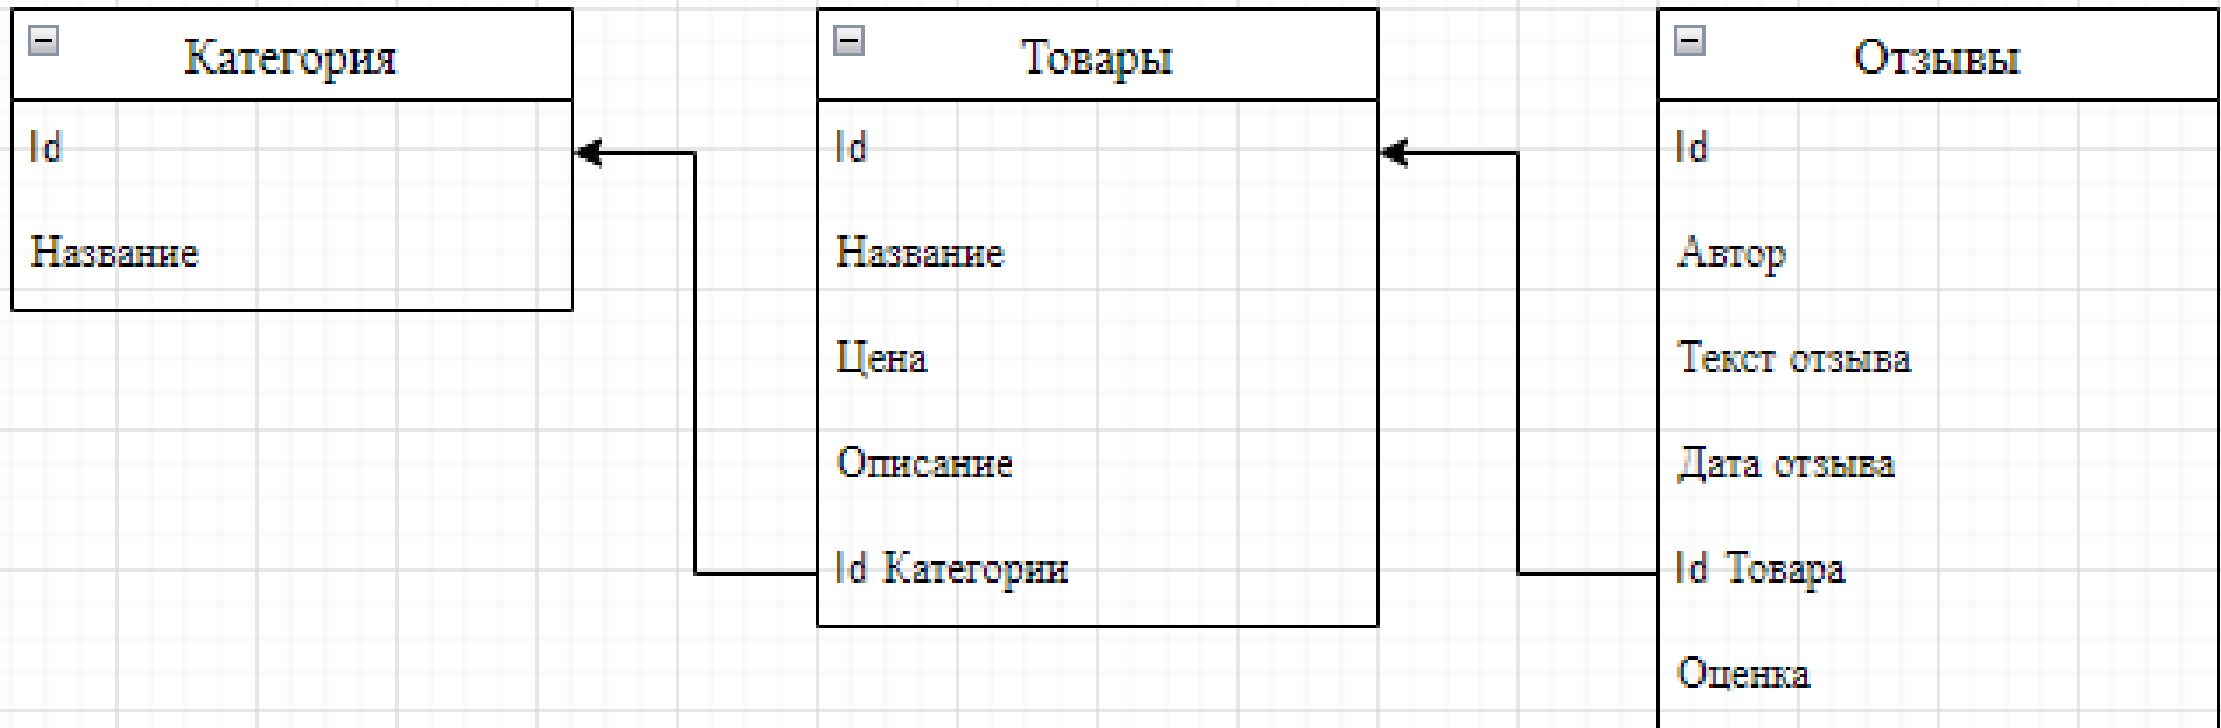 Категория
Id
Название
Товары
Id
Название
Цена
Описание
Id Категории
Отзывы
Id
Автор
Текст отзыва
Дата отзыва
Id Товара
Оценка